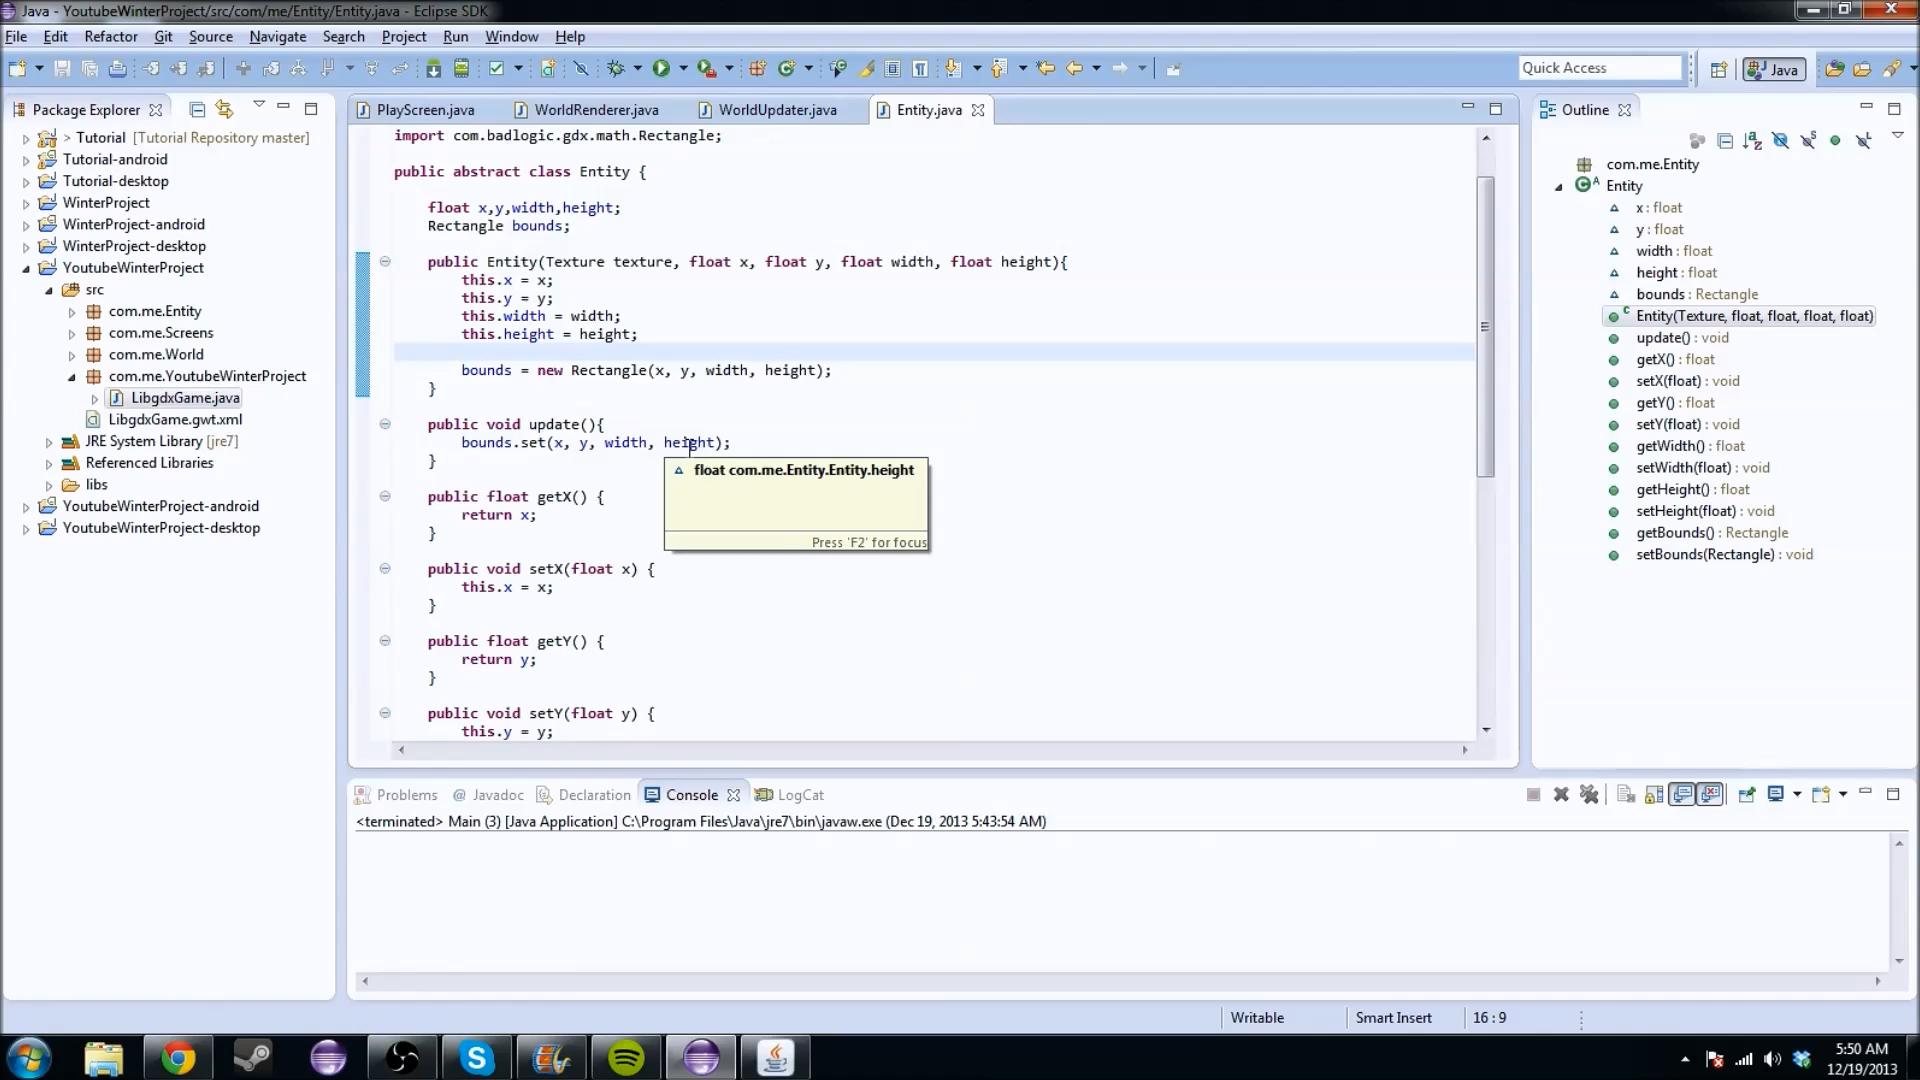 Java - YoutubeWinterProject/src/com/me/Entity/Entity.java - Eclipse SDK
File Edit Refactor Git Source Navigate Search Project Run Window Help
Quick Access
Java
Package Explorer
> Tutorial [Tutorial Repository master]
Tutorial-android
Tutorial-desktop
WinterProject
WinterProject-android
WinterProject-desktop
YoutubeWinterProject
src
com.me.Entity
com.me.Screens
com.me.World
com.me.YoutubeWinterProject
LibgdxGame.java
LibgdxGame.gwt.xml
JRE System Library [jre7]
Referenced Libraries
libs
YoutubeWinterProject-android
YoutubeWinterProject-desktop
PlayScreen.java WorldRenderer.java WorldUpdater.java Entity.java
import com.badlogic.gdx.math.Rectangle;
public abstract class Entity {
float x,y,width,height;
Rectangle bounds;
public Entity(Texture texture, float x, float y, float width, float height){
this.x = x;
this.y = y;
this.width = width;
this.height = height;
bounds = new Rectangle(x, y, width, height);
}
public void update(){
bounds.set(x, y, width, height);
}
float com.me.Entity.Entity.height
Press 'F2' for focus
public float getX() {
return x;
}
public void setX(float x) {
this.x = x;
}
public float getY() {
return y;
}
public void setY(float y) {
this.y = y;
Outline
com.me.Entity
Entity
x : float
y : float
width : float
height : float
bounds : Rectangle
Entity(Texture, float, float, float, float)
update() : void
getX() : float
setX(float) : void
getY() : float
setY(float) : void
getWidth() : float
setWidth(float) : void
getHeight() : float
setHeight(float) : void
getBounds() : Rectangle
setBounds(Rectangle) : void
Problems @ Javadoc Declaration Console LogCat
<terminated> Main (3) [Java Application] C:\Program Files\Java\jre7\bin\javaw.exe (Dec 19, 2013 5:43:54 AM)
Writable Smart Insert 16 : 9
5:50 AM
12/19/2013